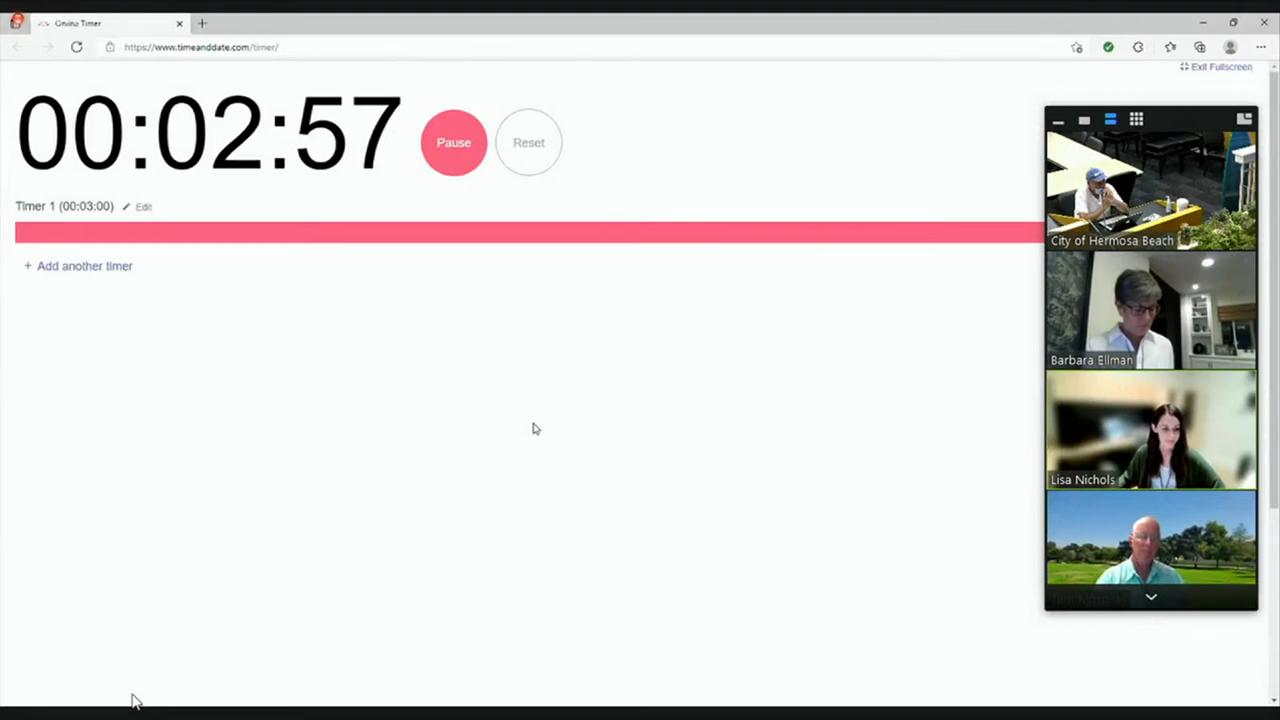 Online Timer
https://www.timeanddate.com/timer/
Exit Fullscreen
00:02:57
Pause
Reset
Timer 1 (00:03:00)
Edit
+ Add another timer
City of Hermosa Beach
Barbara Ellman
Lisa Nichols